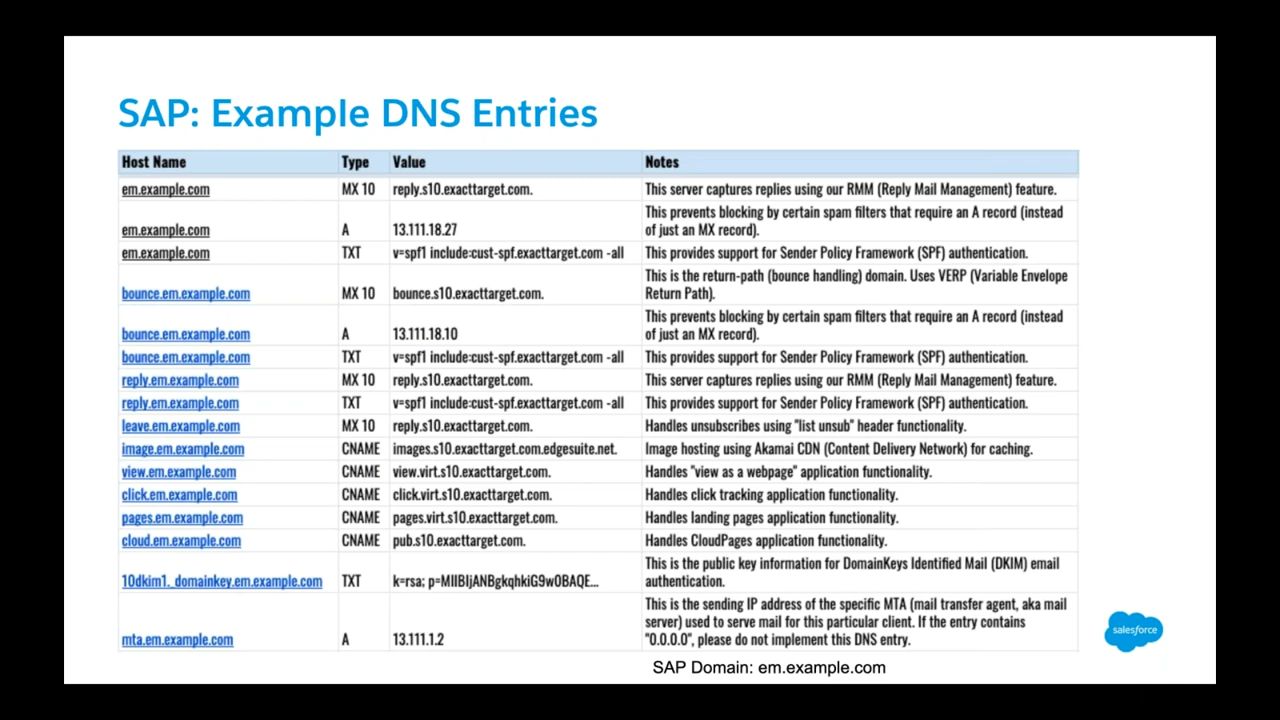 SAP: Example DNS Entries
Host Name Type Value Notes
em.example.com MX 10 reply.s10.exacttarget.com. This server captures replies using our RMM (Reply Mail Management) feature.
This prevents blocking by certain spam filters that require an A record (instead
em.example.com A 13.111.18.27 of just an MX record).
em.example.com TXT v=spf1 include:cust-spf.exacttarget.com -all This provides support for Sender Policy Framework (SPF) authentication.
This is the return-path (bounce handling) domain. Uses VERP (Variable Envelope
bounce.em.example.com MX 10 bounce.s10.exacttarget.com. Return Path).
This prevents blocking by certain spam filters that require an A record (instead
bounce.em.example.com A 13.111.18.10 of just an MX record).
bounce.em.example.com TXT v=spf1 include:cust-spf.exacttarget.com -all This provides support for Sender Policy Framework (SPF) authentication.
reply.em.example.com MX 10 reply.s10.exacttarget.com. This server captures replies using our RMM (Reply Mail Management) feature.
reply.em.example.com TXT v=spf1 include:cust-spf.exacttarget.com -all This provides support for Sender Policy Framework (SPF) authentication.
leave.em.example.com MX 10 reply.s10.exacttarget.com. Handles unsubscribes using "list unsub" header functionality.
image.em.example.com CNAME images.s10.exacttarget.com.edgesuite.net. Image hosting using Akamai CDN (Content Delivery Network) for caching.
view.em.example.com CNAME view.virt.s10.exacttarget.com. Handles "view as a webpage" application functionality.
click.em.example.com CNAME click.virt.s10.exacttarget.com. Handles click tracking application functionality.
pages.em.example.com CNAME pages.virt.s10.exacttarget.com. Handles landing pages application functionality.
cloud.em.example.com CNAME pub.s10.exacttarget.com. Handles CloudPages application functionality.
This is the public key information for DomainKeys Identified Mail (DKIM) email
10dkim1._domainkey.em.example.com TXT k=rsa; p=MIIBIjANBgkqhkiG9w0BAQE... authentication.
This is the sending IP address of the specific MTA (mail transfer agent, aka mail
server) used to serve mail for this particular client. If the entry contains
mta.em.example.com A 13.111.1.2 "0.0.0.0", please do not implement this DNS entry.
salesforce
SAP Domain: em.example.com